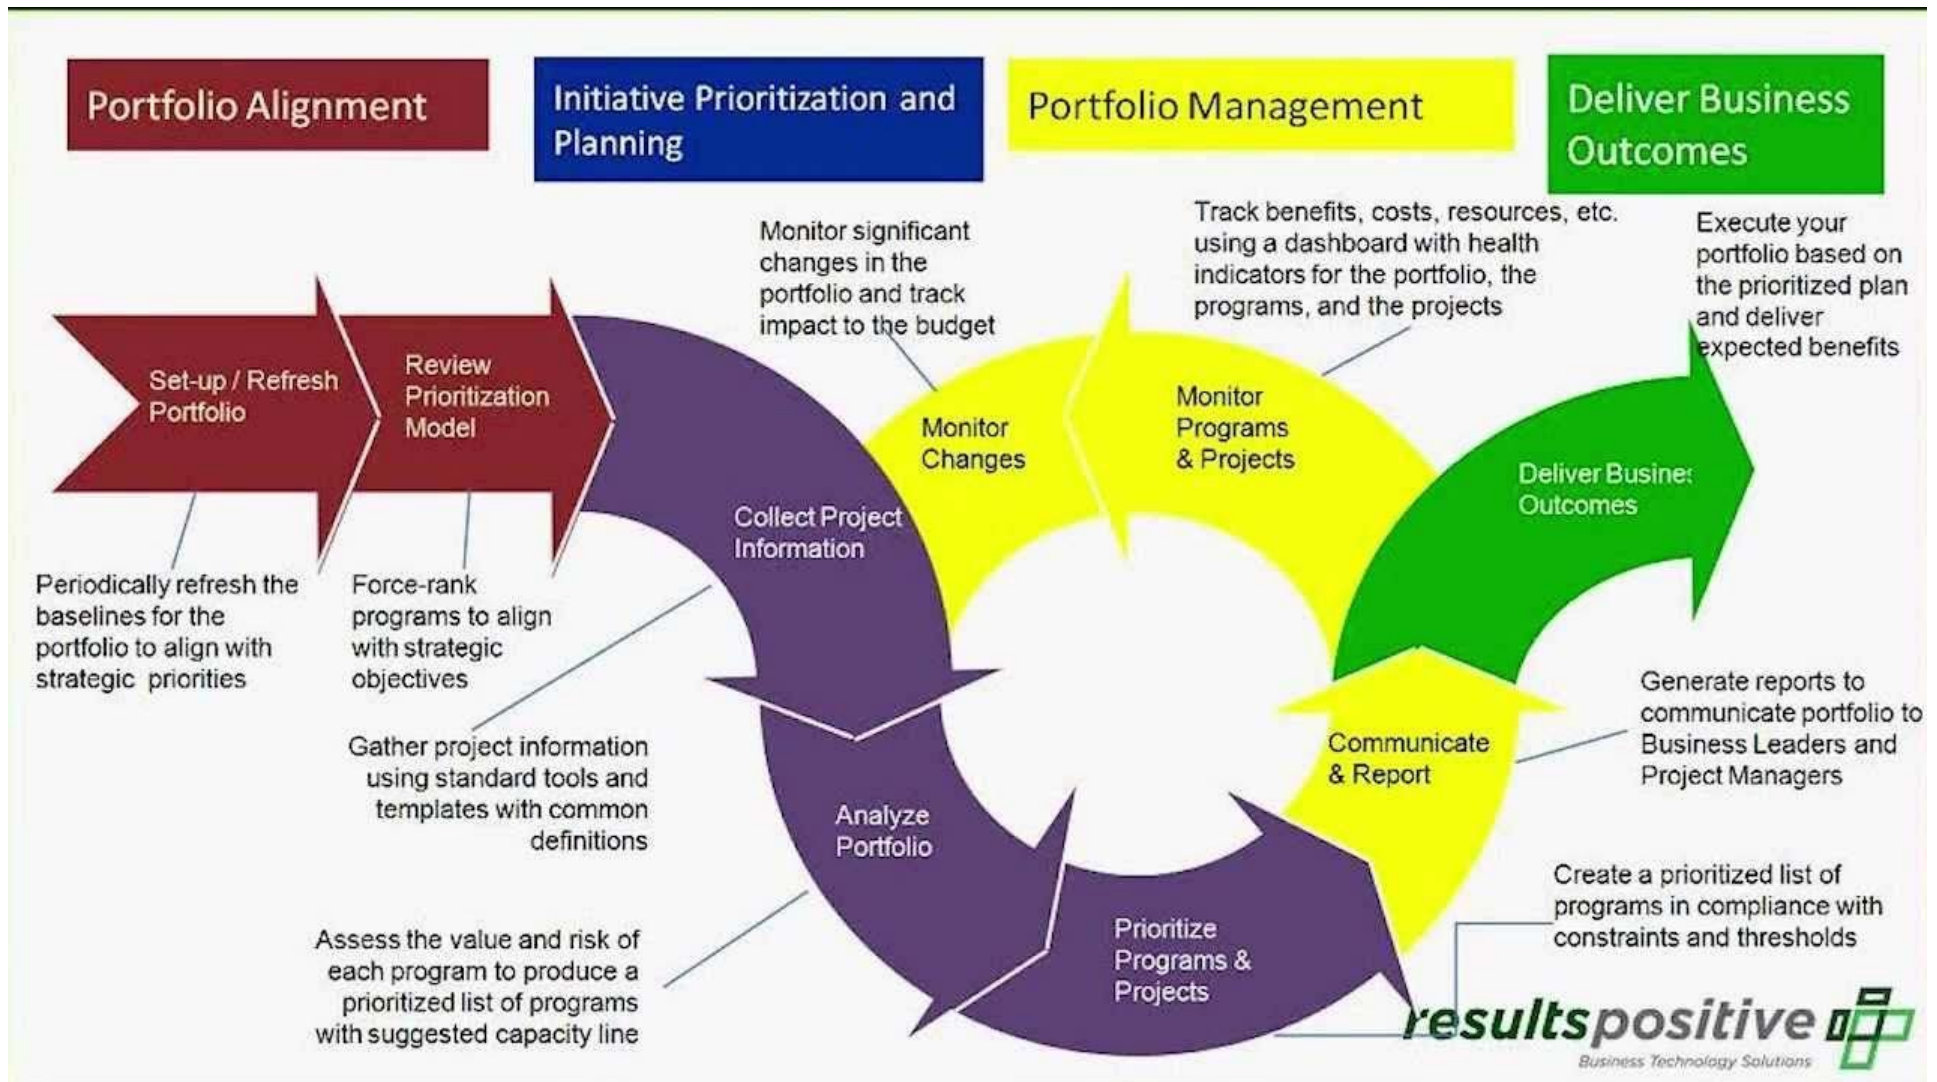 Portfolio Alignment
Initiative Prioritization and
Planning
Portfolio Management
Deliver Business
Outcomes
Monitor significant
changes in the
portfolio and track
impact to the budget
Track benefits, costs, resources, etc.
using a dashboard with health
indicators for the portfolio, the
programs, and the projects
Execute your
portfolio based on
the prioritized plan
and deliver
expected benefits
Set-up / Refresh
Portfolio
Review
Prioritization
Model
Collect Project
Information
Monitor
Changes
Monitor
Programs
& Projects
Deliver Busines
Outcomes
Periodically refresh the
baselines for the
portfolio to align with
strategic priorities
Force-rank
programs to align
with strategic
objectives
Gather project information
using standard tools and
templates with common
definitions
Analyze
Portfolio
Communicate
& Report
Generate reports to
communicate portfolio to
Business Leaders and
Project Managers
Assess the value and risk of
each program to produce a
prioritized list of programs
with suggested capacity line
Prioritize
Programs &
Projects
Create a prioritized list of
programs in compliance with
constraints and thresholds
resultspositive
Business Technology Solutions